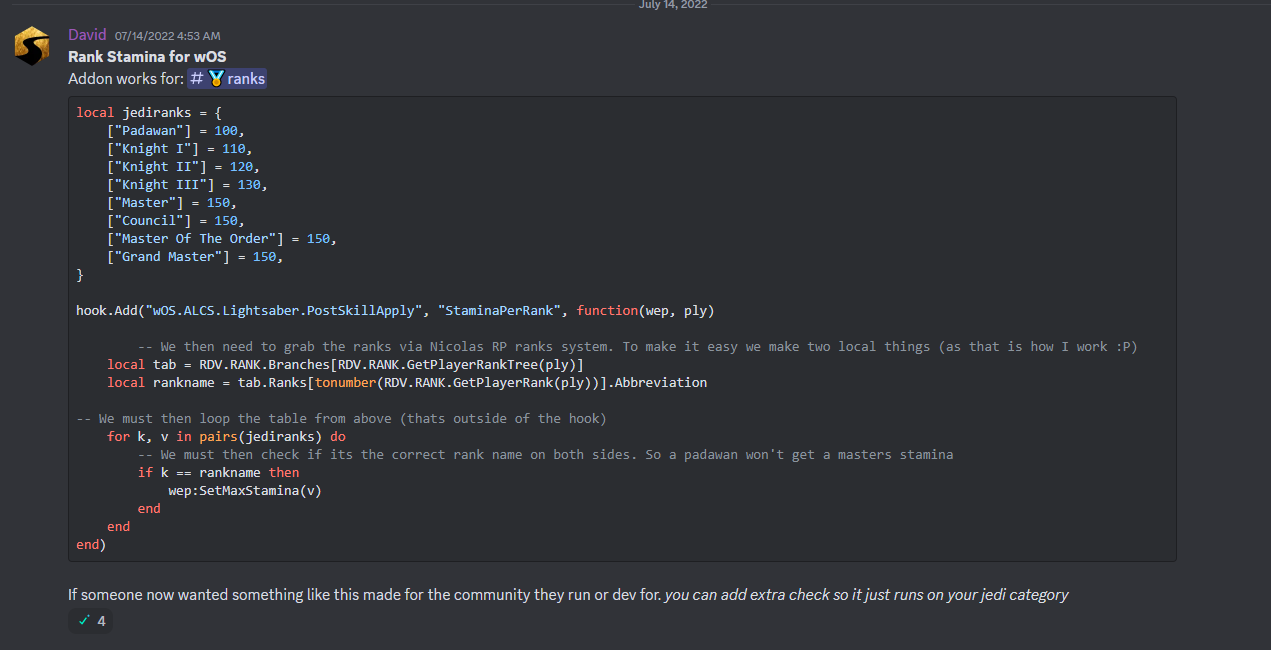 July 14, 2022
David 07/14/2022 4:53 AM
Rank Stamina for wOS
Addon works for: # 🏅 ranks
local jediranks = {
    ["Padawan"] = 100,
    ["Knight I"] = 110,
    ["Knight II"] = 120,
    ["Knight III"] = 130,
    ["Master"] = 150,
    ["Council"] = 150,
    ["Master Of The Order"] = 150,
    ["Grand Master"] = 150,
}
hook.Add("wOS.ALCS.Lightsaber.PostSkillApply", "StaminaPerRank", function(wep, ply)
        -- We then need to grab the ranks via Nicolas RP ranks system. To make it easy we make two local things (as that is how I work :P)
    local tab = RDV.RANK.Branches[RDV.RANK.GetPlayerRankTree(ply)]
    local rankname = tab.Ranks[tonumber(RDV.RANK.GetPlayerRank(ply))].Abbreviation
-- We must then loop the table from above (thats outside of the hook)
    for k, v in pairs(jediranks) do
        -- We must then check if its the correct rank name on both sides. So a padawan won't get a masters stamina
        if k == rankname then
            wep:SetMaxStamina(v)
        end
    end
end)
If someone now wanted something like this made for the community they run or dev for. you can add extra check so it just runs on your jedi category
4